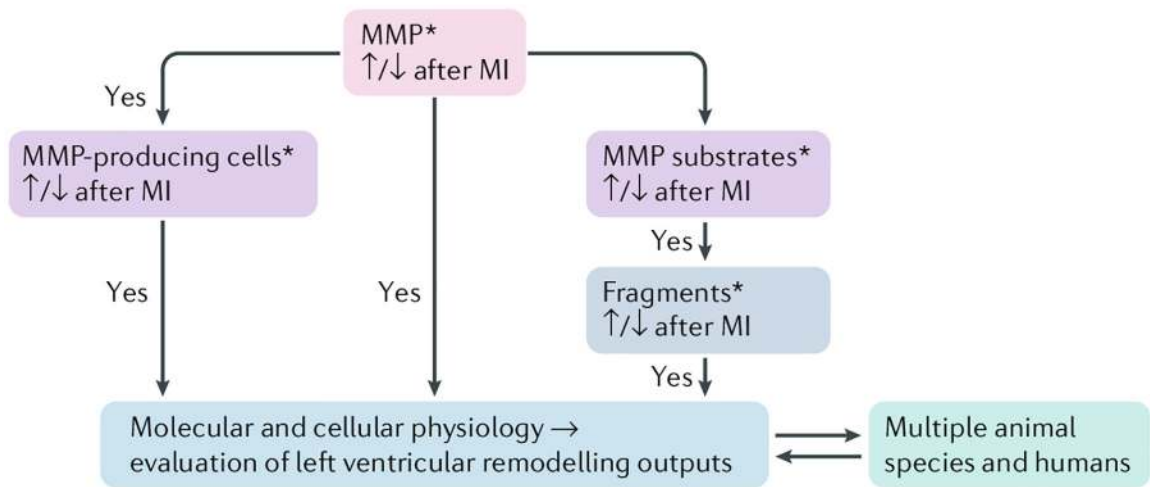 MMP*
↑/↓ after MI
Yes
MMP-producing cells*
↑/↓ after MI
MMP substrates*
↑/↓ after MI
Yes
Yes
Yes
Fragments*
↑/↓ after MI
Yes
Molecular and cellular physiology →
evaluation of left ventricular remodelling outputs
Multiple animal
species and humans